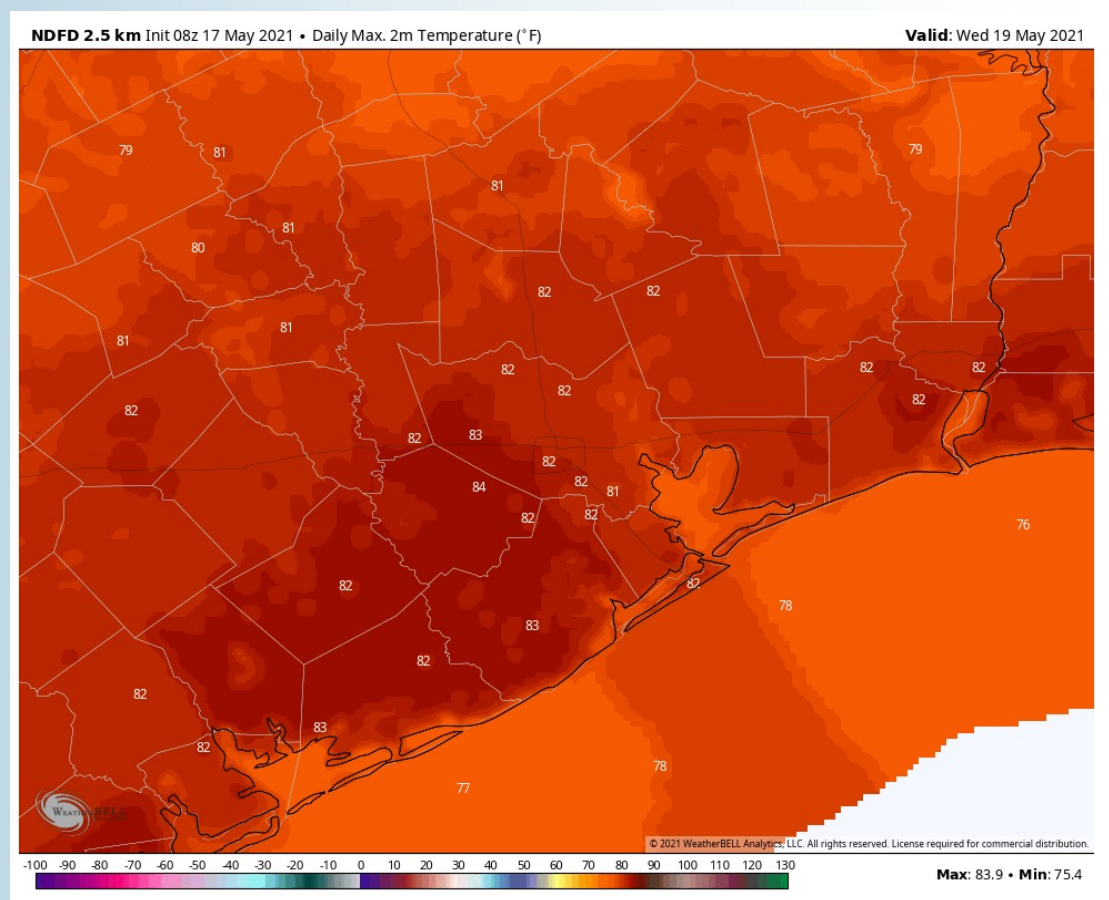 NDFD 2.5 km Init 08z 17 May 2021 • Daily Max. 2m Temperature (°F) Valid: Wed 19 May 2021
79 81 79
81
81
80
82 82
81
81
82 82 82
82 82
82
82 83
82
84 82 81
82 82
76
82 82
78
83
82
82
83
82
78
77
WEATHERBELL
© 2021 WeatherBELL Analytics, LLC. All rights reserved. License required for commercial distribution.
-100 -90 -80 -70 -60 -50 -40 -30 -20 -10 0 10 20 30 40 50 60 70 80 90 100 110 120 130
Max: 83.9 • Min: 75.4